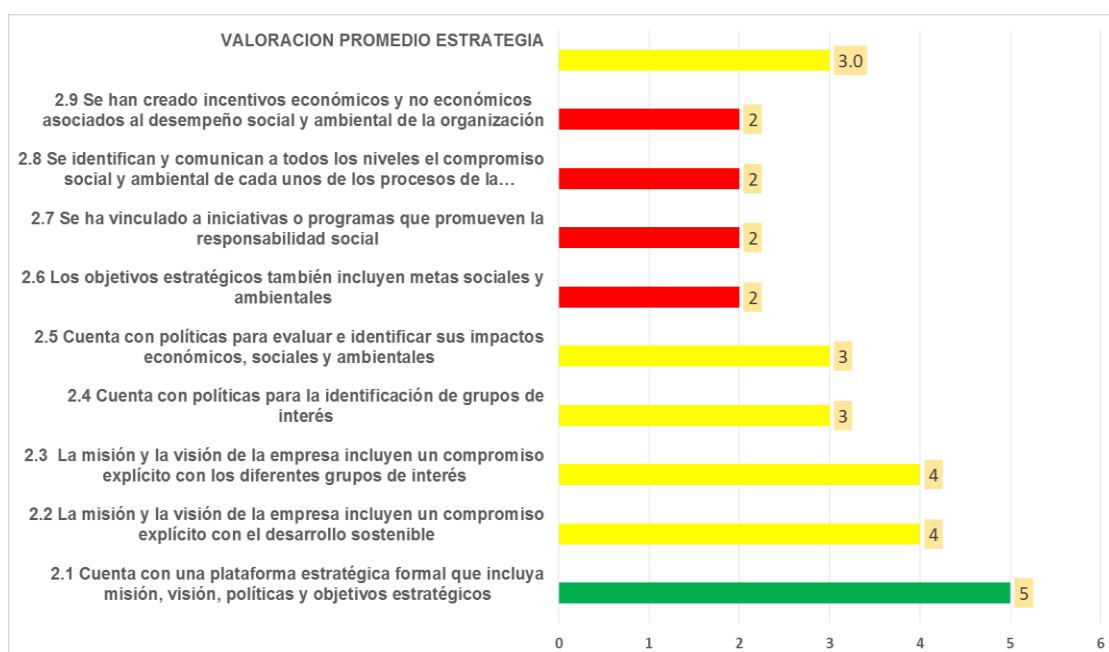 VALORACION PROMEDIO ESTRATEGIA
3.0
2.9 Se han creado incentivos económicos y no económicos
asociados al desempeño social y ambiental de la organización
2
2.8 Se identifican y comunican a todos los niveles el compromiso
social y ambiental de cada unos de los procesos de la…
2
2.7 Se ha vinculado a iniciativas o programas que promueven la
responsabilidad social
2
2.6 Los objetivos estratégicos también incluyen metas sociales y
ambientales
2
2.5 Cuenta con políticas para evaluar e identificar sus impactos
económicos, sociales y ambientales
3
2.4 Cuenta con políticas para la identificación de grupos de
interés
3
2.3 La misión y la visión de la empresa incluyen un compromiso
explícito con los diferentes grupos de interés
4
2.2 La misión y la visión de la empresa incluyen un compromiso
explícito con el desarrollo sostenible
4
2.1 Cuenta con una plataforma estratégica formal que incluya
misión, visión, políticas y objetivos estratégicos
5
0 1 2 3 4 5 6